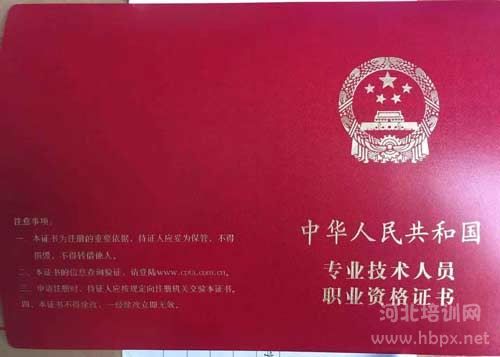 注意事项：
一、本证书为注册的重要依据，持证人应妥为保管，不得
损毁，不得转借他人。
二、本证书的信息查询验证，请登陆www.cpta.com.cn。
三、申请注册时，持证人应按规定向注册机关交验本证书。
四、本证书不得涂改，一经涂改立即无效。
中华人民共和国
专业技术人员
职业资格证书
河北培训网
www.hbpx.net